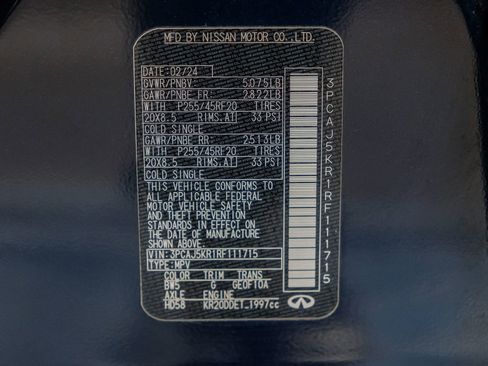 MFD BY NISSAN MOTOR CO.,LTD.
DATE: 02/24
GVWR/PNBV 5075LB
GAWR/PNBE FR 2822LB
WITH P255/45RF20 TIRES
20X8.5 RIMS.AT 33 PSI
COLD SINGLE
GAWR/PNBE RR 2513LB
WITH P255/45RF20 TIRES
20X8.5 RIMS.AT 33 PSI
COLD SINGLE
THIS VEHICLE CONFORMS TO
ALL APPLICABLE FEDERAL
MOTOR VEHICLE SAFETY
AND THEFT PREVENTION
STANDARDS IN EFFECT ON
THE DATE OF MANUFACTURE
SHOWN ABOVE.
VIN: 3PCAJ5KR1RF111715
TYPE: MPV
COLOR TRIM TRANS
BW5 G GE0F10A
AXLE ENGINE
HD58 KR20DDET 1997cc
3PCAJ5KR1RF111715